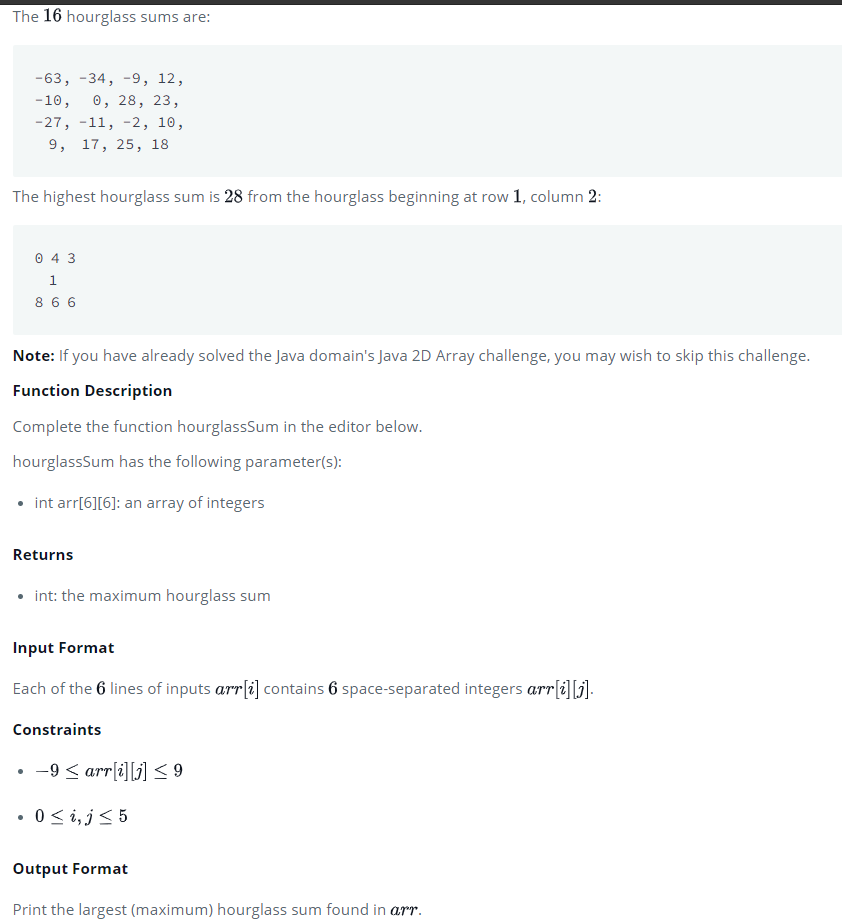 The 16 hourglass sums are:
-63, -34, -9, 12,
-10,   0, 28, 23,
-27, -11, -2, 10,
  9,  17, 25, 18
The highest hourglass sum is 28 from the hourglass beginning at row 1, column 2:
0 4 3
  1
8 6 6
Note: If you have already solved the Java domain's Java 2D Array challenge, you may wish to skip this challenge.
Function Description
Complete the function hourglassSum in the editor below.
hourglassSum has the following parameter(s):
• int arr[6][6]: an array of integers
Returns
• int: the maximum hourglass sum
Input Format
Each of the 6 lines of inputs arr[i] contains 6 space-separated integers arr[i][j].
Constraints
• −9 ≤ arr[i][j] ≤ 9
• 0 ≤ i, j ≤ 5
Output Format
Print the largest (maximum) hourglass sum found in arr.